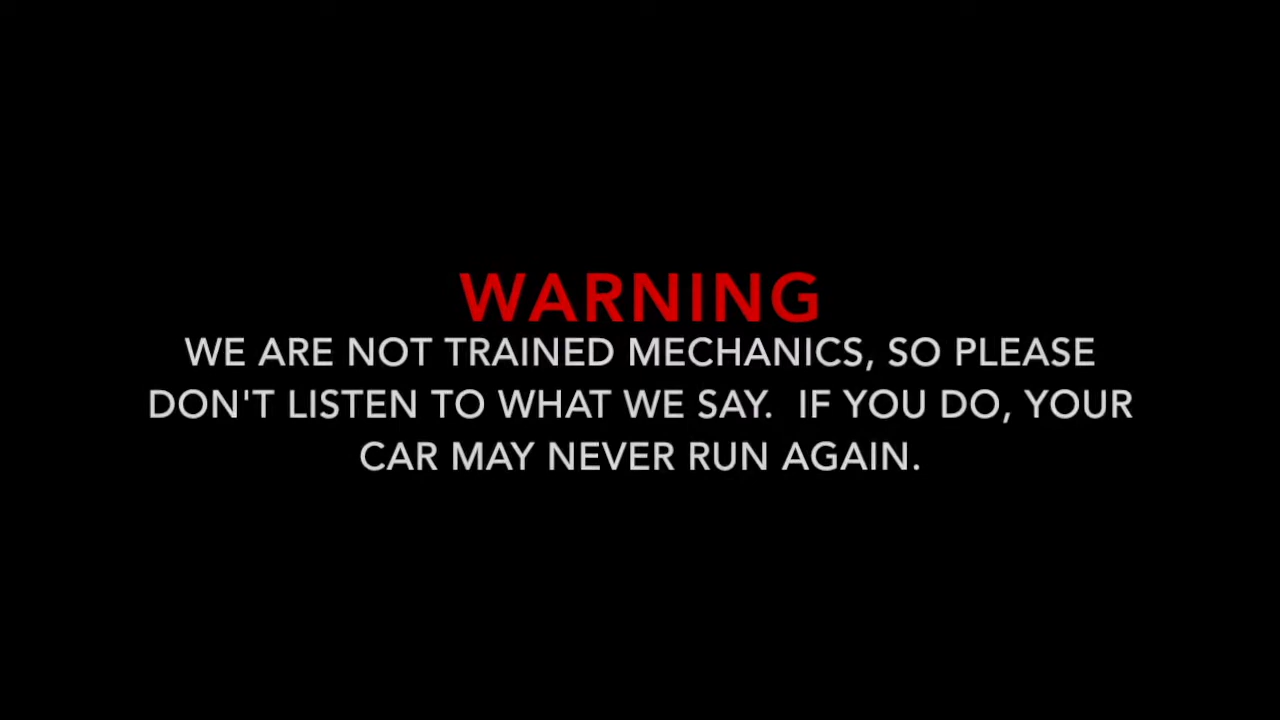 WARNING
WE ARE NOT TRAINED MECHANICS, SO PLEASE
DON'T LISTEN TO WHAT WE SAY.  IF YOU DO, YOUR
CAR MAY NEVER RUN AGAIN.